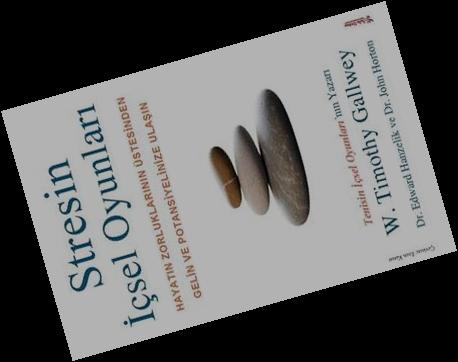 Stresin
İçsel Oyunları
HAYATIN ZORLUKLARININ ÜSTESİNDEN
GELİN VE POTANSİYELİNİZE ULAŞIN
Tenisin İçsel Oyunları'nın Yazarı
W. Timothy Gallwey
Dr. Edward Hanzelik ve Dr. John Horton